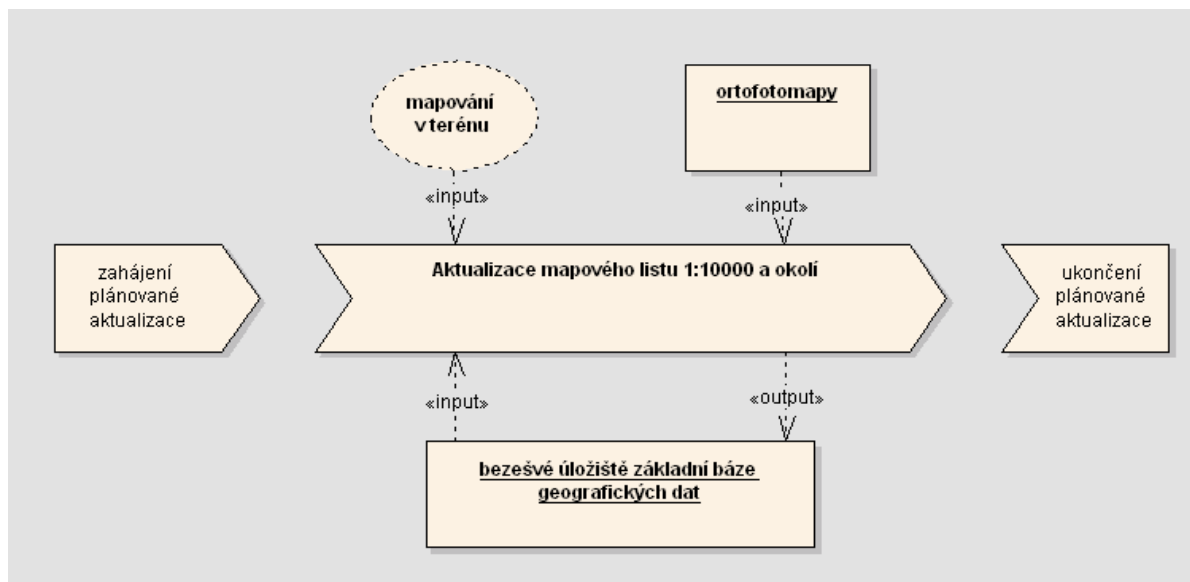 mapování
v terénu
ortofotomapy
«input»
«input»
zahájení
plánované
aktualizace
Aktualizace mapového listu 1:10000 a okolí
ukončení
plánované
aktualizace
«input»
«output»
bezešvé úložiště základní báze
geografických dat